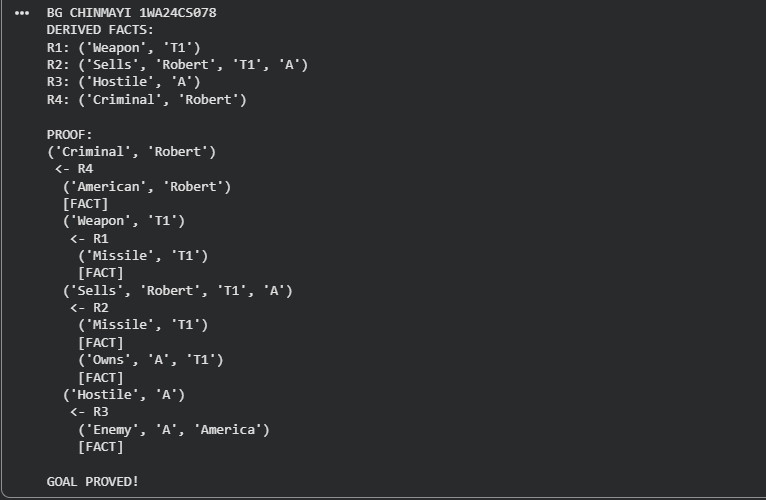 ••• BG CHINMAYI 1WA24CS078
DERIVED FACTS:
R1: ('Weapon', 'T1')
R2: ('Sells', 'Robert', 'T1', 'A')
R3: ('Hostile', 'A')
R4: ('Criminal', 'Robert')

PROOF:
('Criminal', 'Robert')
 <- R4
  ('American', 'Robert')
  [FACT]
  ('Weapon', 'T1')
   <- R1
    ('Missile', 'T1')
    [FACT]
  ('Sells', 'Robert', 'T1', 'A')
   <- R2
    ('Missile', 'T1')
    [FACT]
    ('Owns', 'A', 'T1')
    [FACT]
  ('Hostile', 'A')
   <- R3
    ('Enemy', 'A', 'America')
    [FACT]

GOAL PROVED!